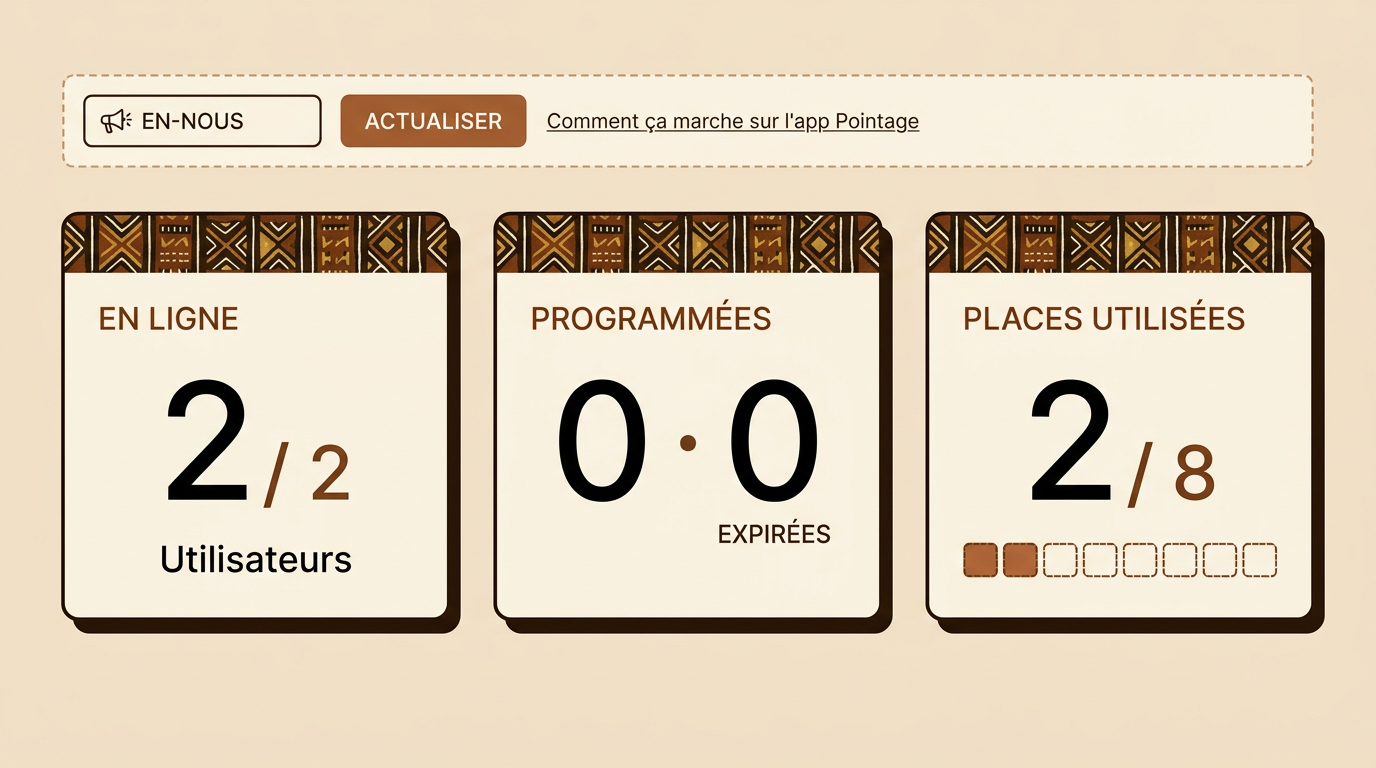 EN-NOUS
ACTUALISER
Comment ça marche sur l'app Pointage
EN LIGNE
2 / 2
Utilisateurs
PROGRAMMÉES
0 · 0
EXPIRÉES
PLACES UTILISÉES
2 / 8